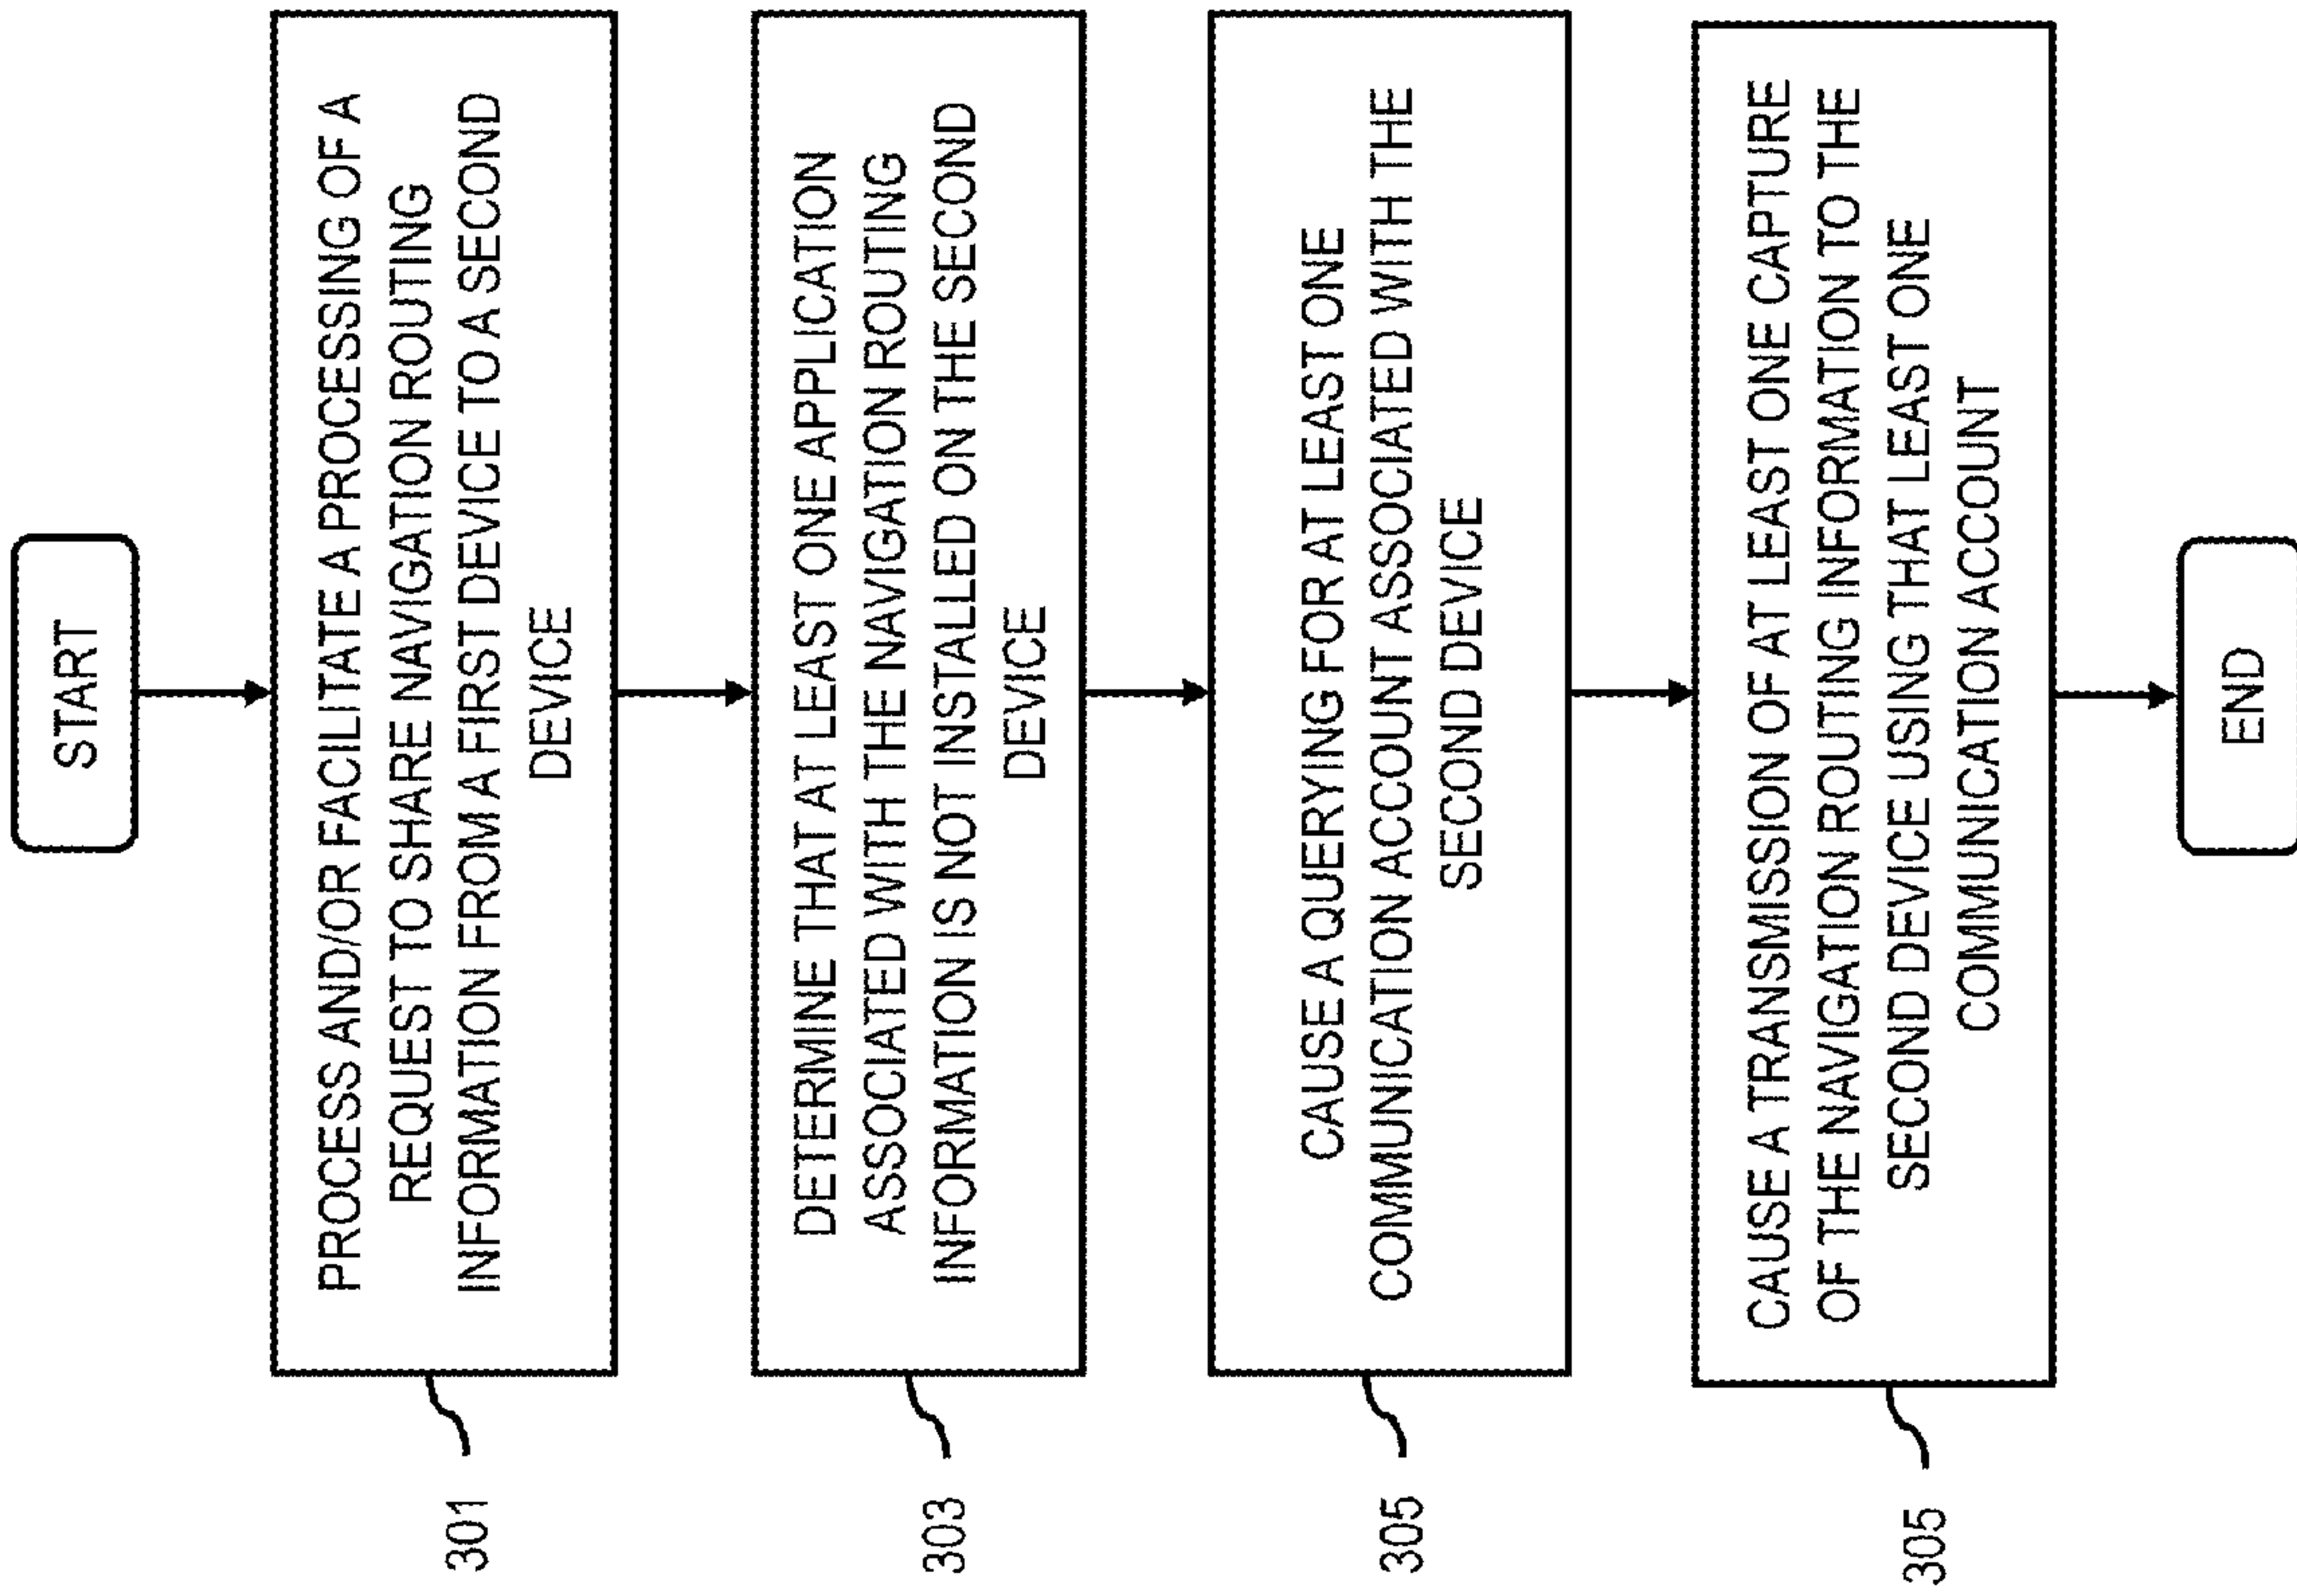 START
PROCESS AND/OR FACILITATE A PROCESSING OF A
REQUEST TO SHARE NAVIGATION ROUTING
INFORMATION FROM A FIRST DEVICE TO A SECOND
DEVICE
301
DETERMINE THAT AT LEAST ONE APPLICATION
ASSOCIATED WITH THE NAVIGATION ROUTING
INFORMATION IS NOT INSTALLED ON THE SECOND
DEVICE
303
CAUSE A QUERYING FOR AT LEAST ONE
COMMUNICATION ACCOUNT ASSOCIATED WITH THE
SECOND DEVICE
305
CAUSE A TRANSMISSION OF AT LEAST ONE CAPTURE
OF THE NAVIGATION ROUTING INFORMATION TO THE
SECOND DEVICE USING THAT LEAST ONE
COMMUNICATION ACCOUNT
305
END